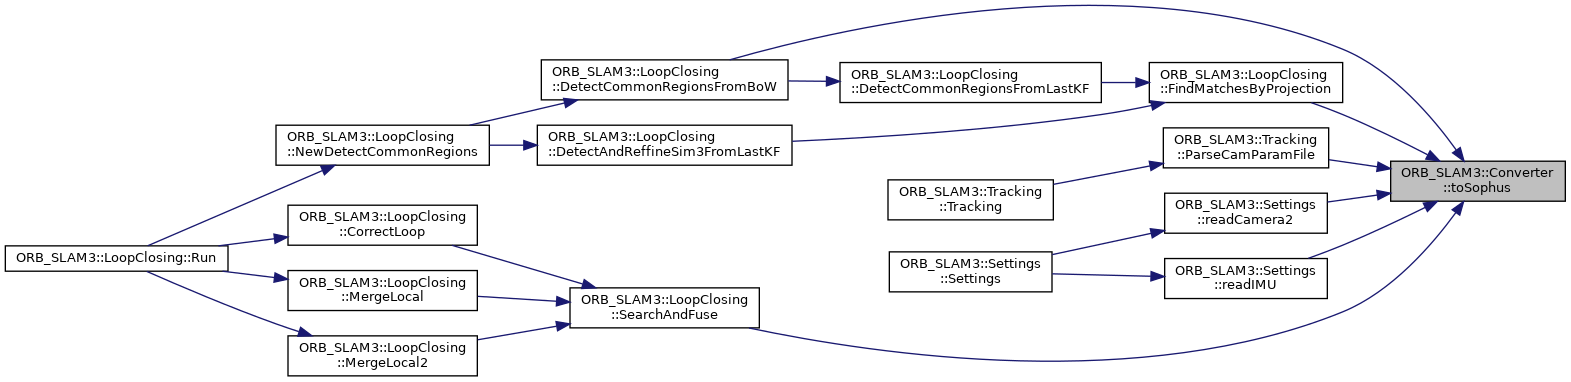 ORB_SLAM3::LoopClosing
::DetectCommonRegionsFromBoW
ORB_SLAM3::LoopClosing
::DetectCommonRegionsFromLastKF
ORB_SLAM3::LoopClosing
::FindMatchesByProjection
ORB_SLAM3::LoopClosing
::NewDetectCommonRegions
ORB_SLAM3::LoopClosing
::DetectAndReffineSim3FromLastKF
ORB_SLAM3::Tracking
::ParseCamParamFile
ORB_SLAM3::Converter
::toSophus
ORB_SLAM3::Tracking
::Tracking
ORB_SLAM3::Settings
::readCamera2
ORB_SLAM3::LoopClosing
::CorrectLoop
ORB_SLAM3::LoopClosing::Run
ORB_SLAM3::Settings
::Settings
ORB_SLAM3::Settings
::readIMU
ORB_SLAM3::LoopClosing
::MergeLocal
ORB_SLAM3::LoopClosing
::SearchAndFuse
ORB_SLAM3::LoopClosing
::MergeLocal2